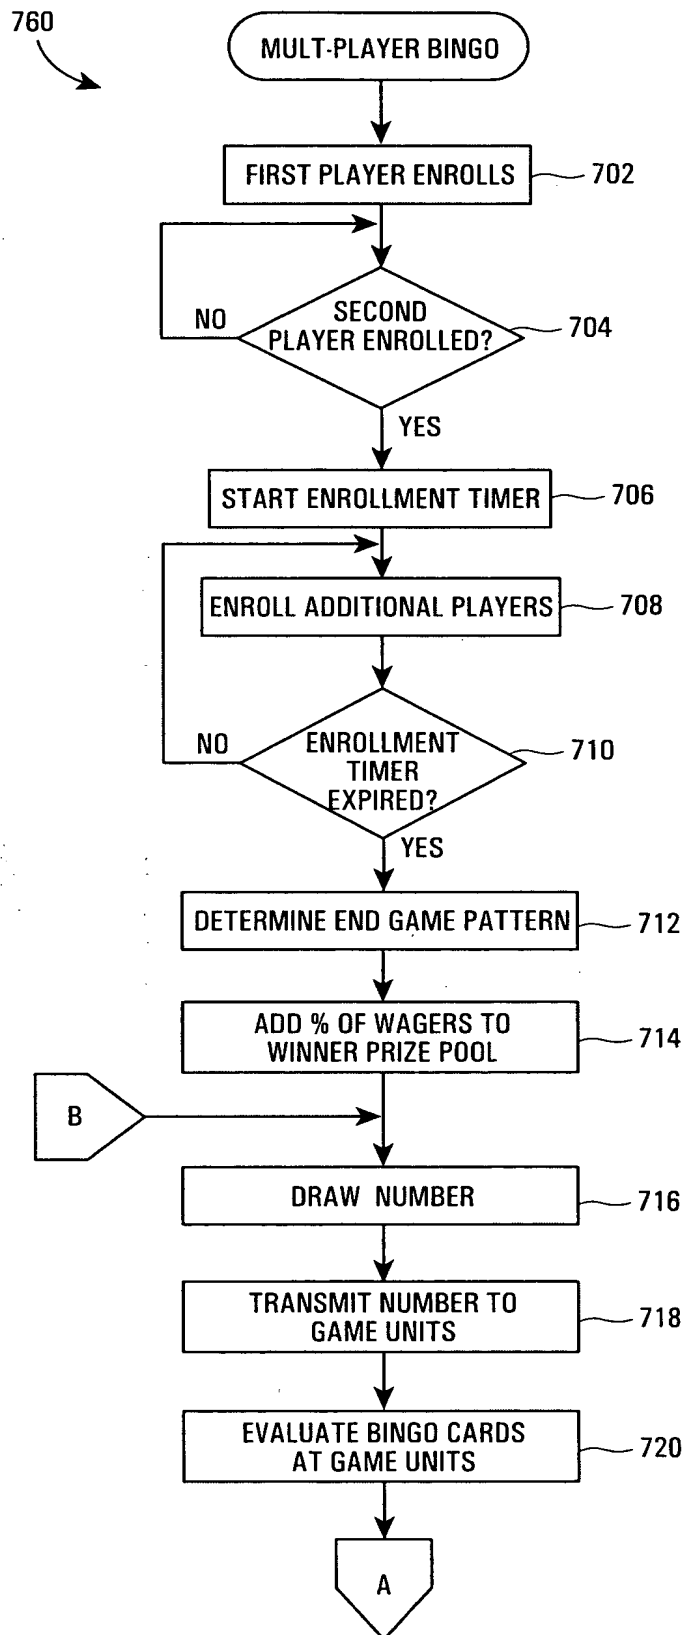 760
MULT-PLAYER BINGO
FIRST PLAYER ENROLLS
702
SECOND
PLAYER ENROLLED?
704
NO
YES
START ENROLLMENT TIMER
706
ENROLL ADDITIONAL PLAYERS
708
NO
ENROLLMENT
TIMER
EXPIRED?
710
YES
DETERMINE END GAME PATTERN
712
ADD % OF WAGERS TO
WINNER PRIZE POOL
714
B
DRAW NUMBER
716
TRANSMIT NUMBER TO
GAME UNITS
718
EVALUATE BINGO CARDS
AT GAME UNITS
720
A